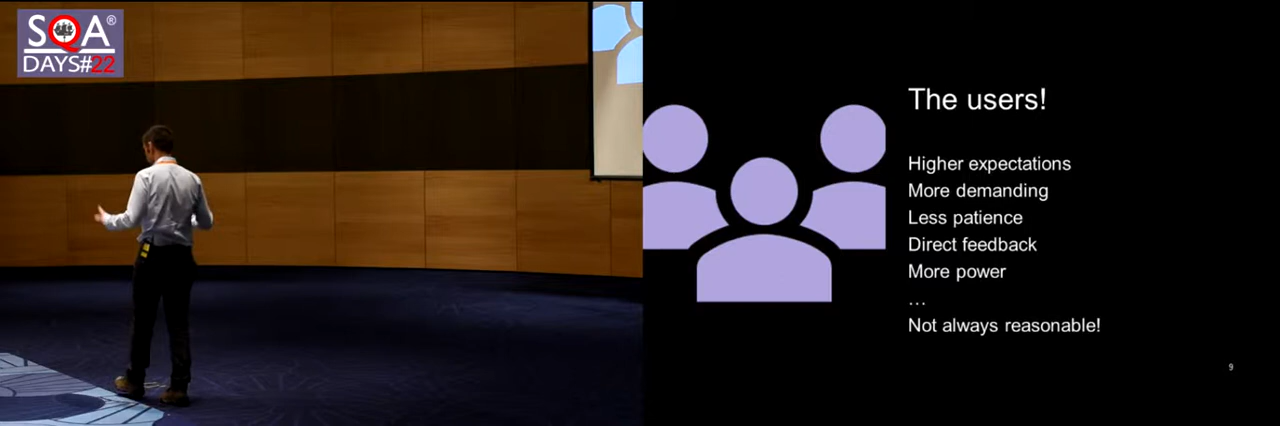 SQA®
DAYS#22
The users!
Higher expectations
More demanding
Less patience
Direct feedback
More power
…
Not always reasonable!
9